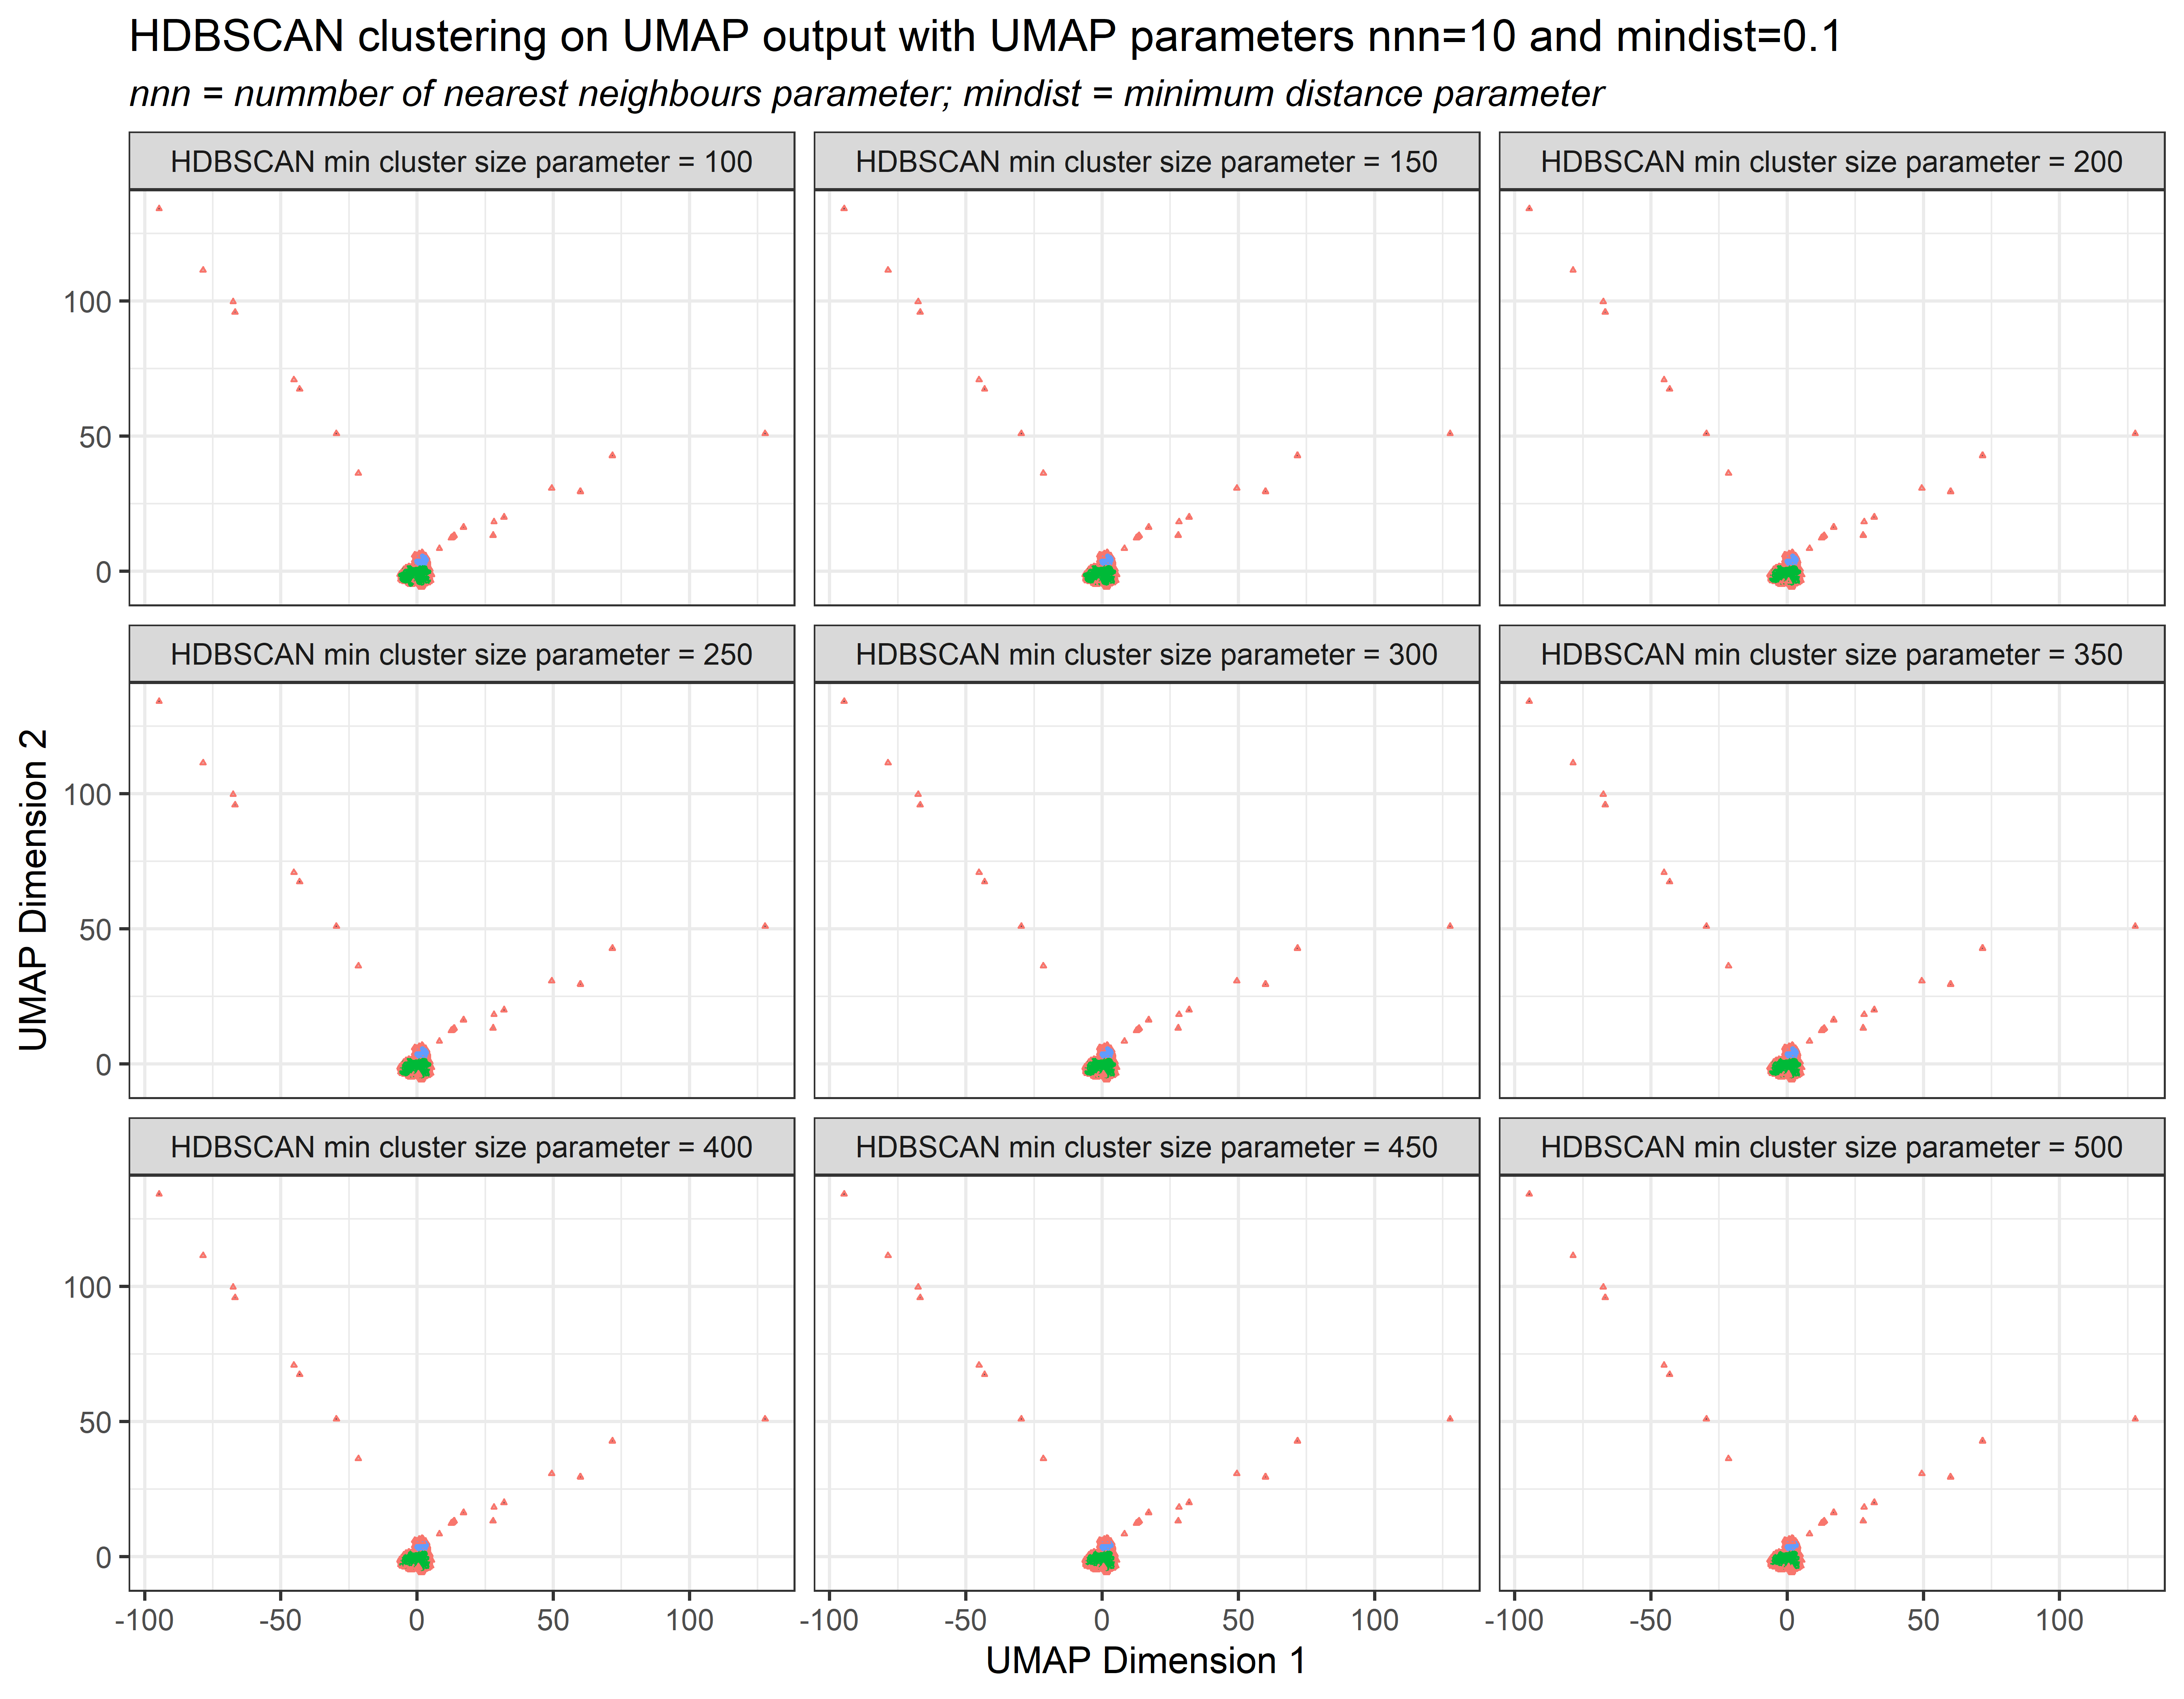 HDBSCAN clustering on UMAP output with UMAP parameters nnn=10 and mindist=0.1
nnn = nummber of nearest neighbours parameter; mindist = minimum distance parameter
HDBSCAN min cluster size parameter = 100
HDBSCAN min cluster size parameter = 150
HDBSCAN min cluster size parameter = 200
100
50
0
HDBSCAN min cluster size parameter = 250
HDBSCAN min cluster size parameter = 300
HDBSCAN min cluster size parameter = 350
100
50
0
UMAP Dimension 2
HDBSCAN min cluster size parameter = 400
HDBSCAN min cluster size parameter = 450
HDBSCAN min cluster size parameter = 500
100
50
0
-100 -50 0 50 100
-100 -50 0 50 100
-100 -50 0 50 100
UMAP Dimension 1